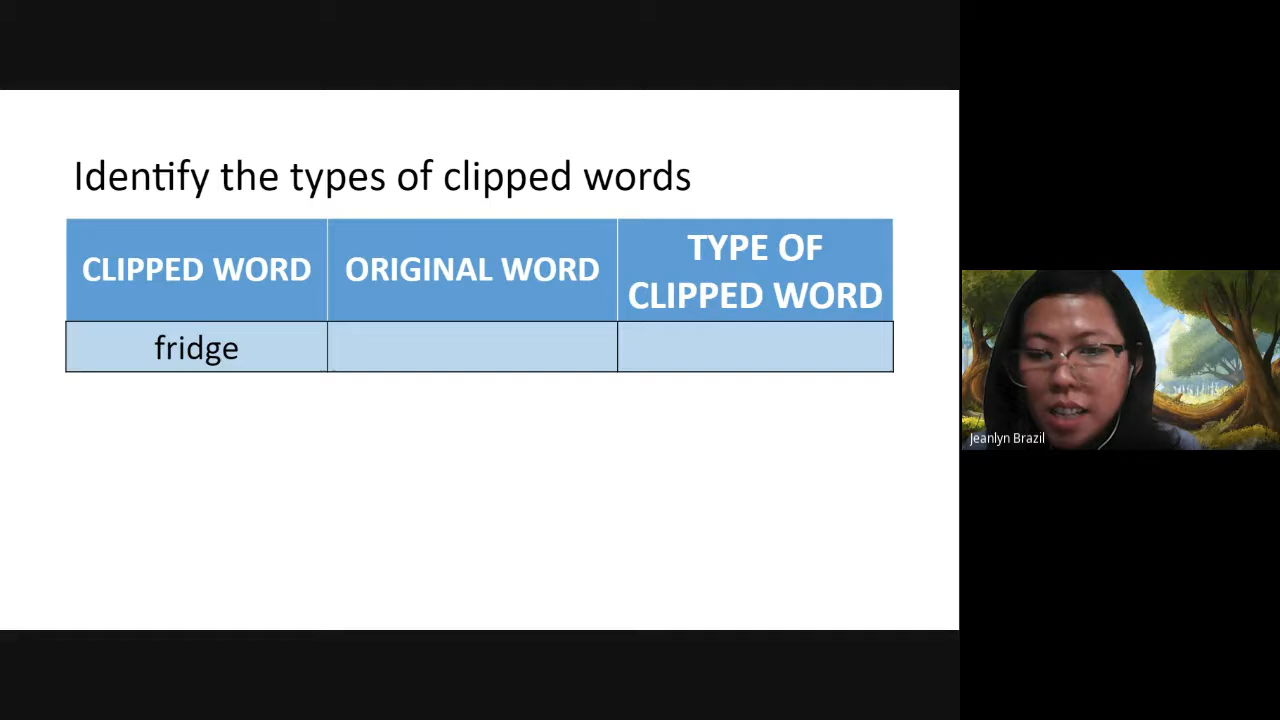 Identify the types of clipped words
CLIPPED WORD
ORIGINAL WORD
TYPE OF
CLIPPED WORD
fridge
Jeanlyn Brazil